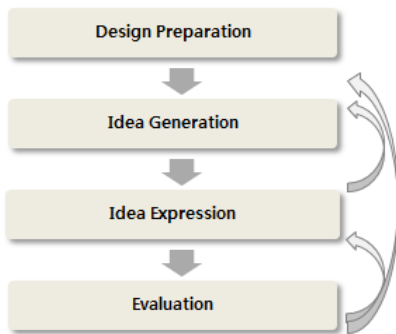 Design Preparation
Idea Generation
Idea Expression
Evaluation